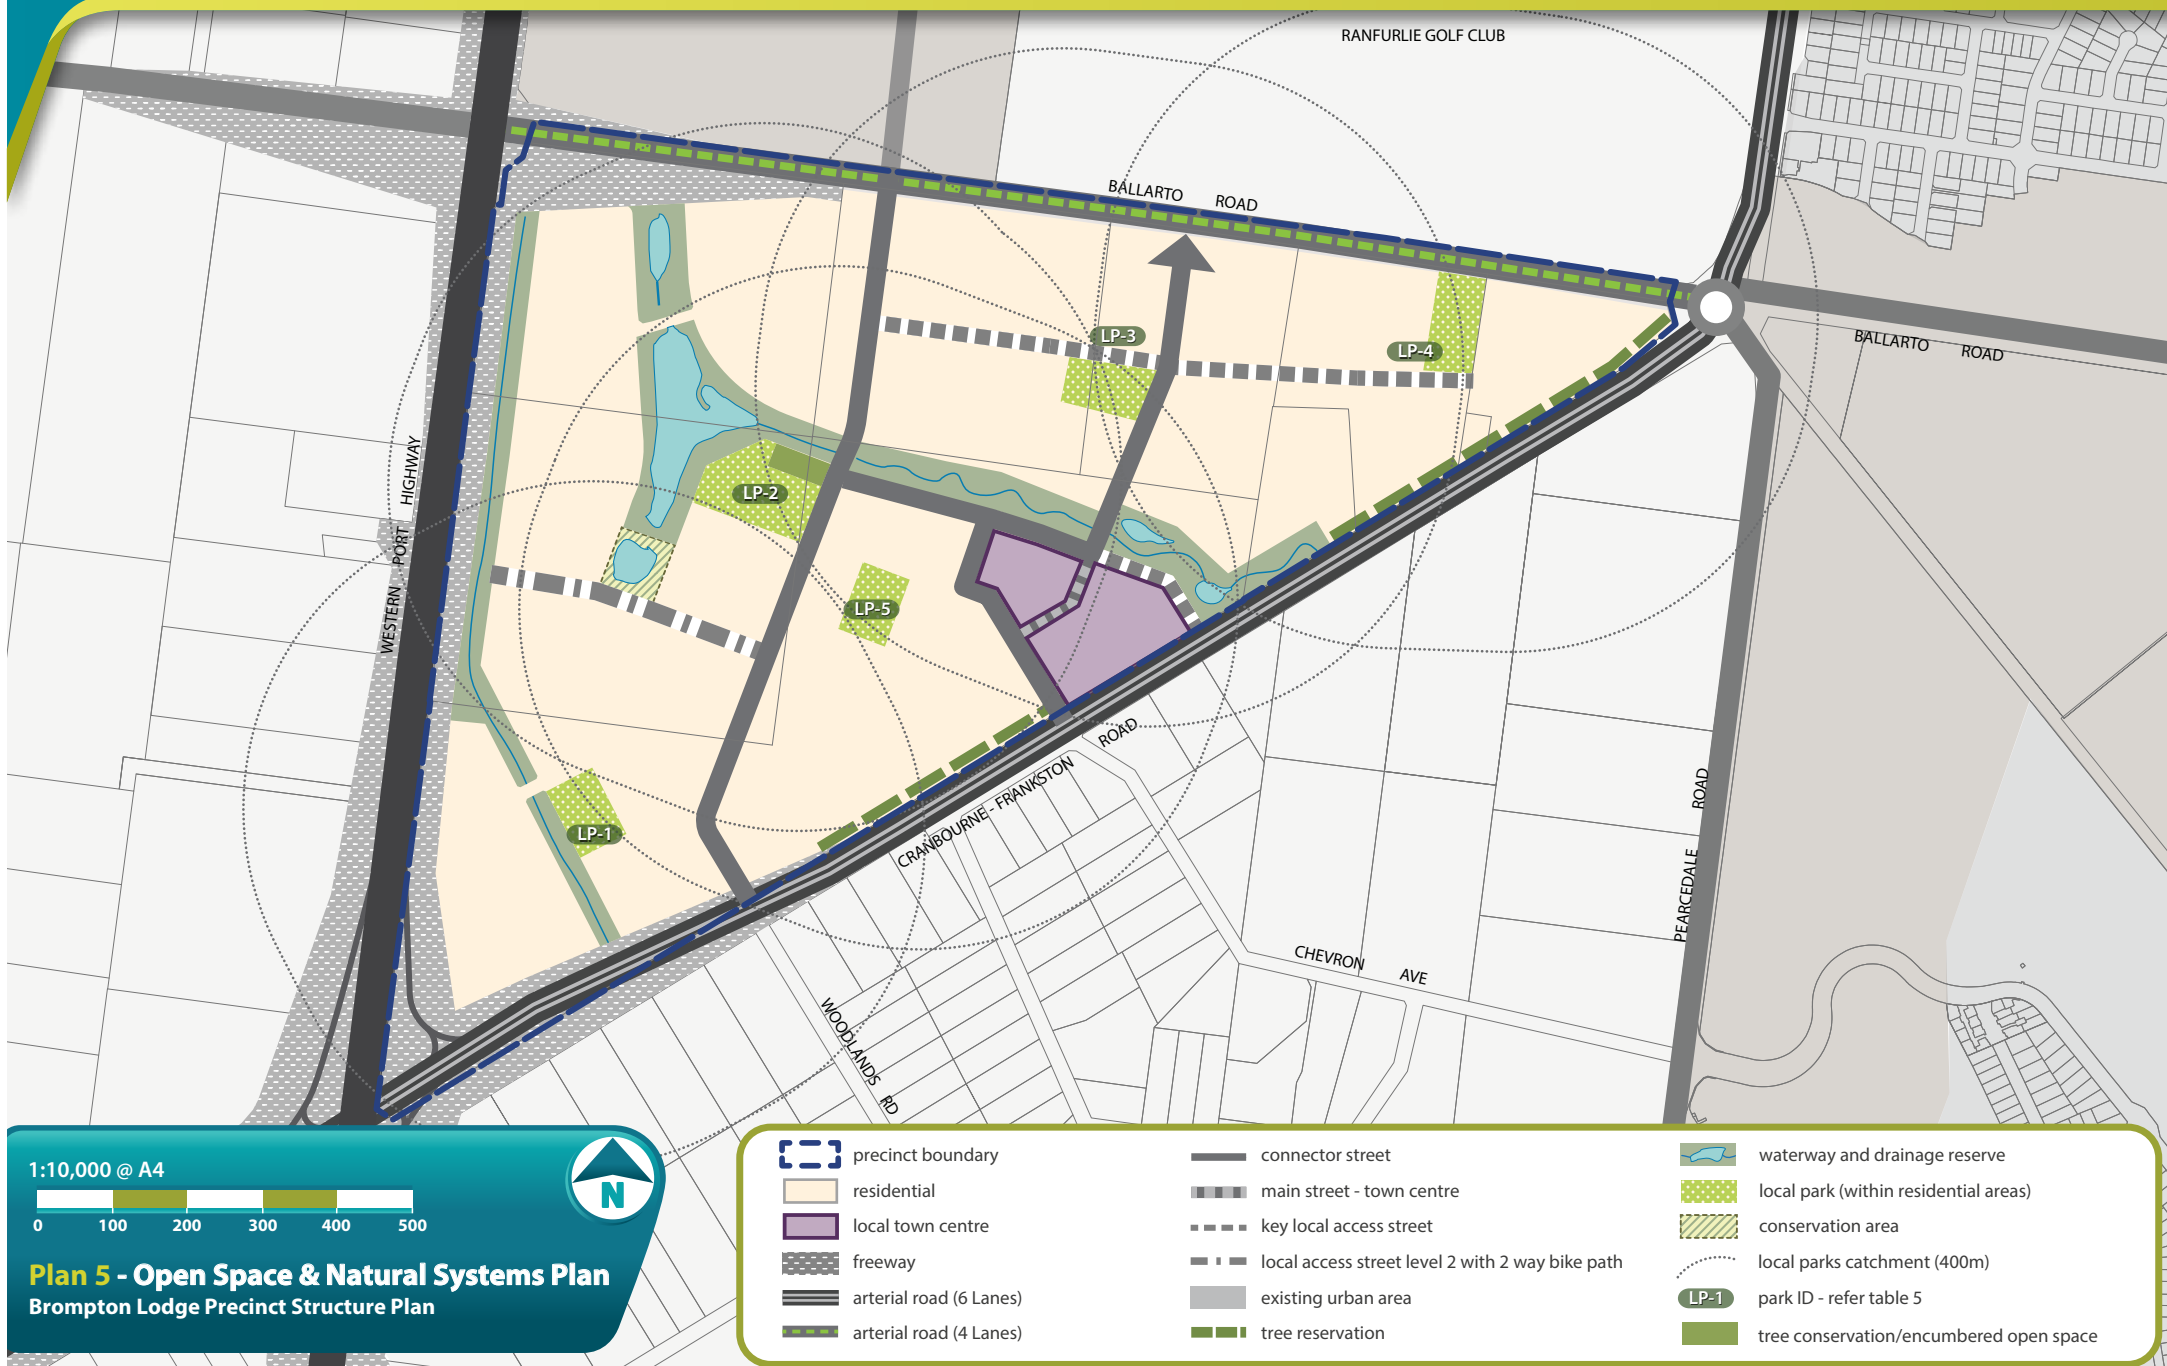 RANFURLIE GOLF CLUB
BALLARTO ROAD
LP-3
LP-4
BALLARTO ROAD
WESTERN PORT HIGHWAY
LP-2
LP-5
LP-1
CRANBOURNE - FRANKSTON ROAD
PEARCEDALE ROAD
CHEVRON AVE
WOODLANDS RD
1:10,000 @ A4
0 100 200 300 400 500
N
Plan 5 - Open Space & Natural Systems Plan
Brompton Lodge Precinct Structure Plan
precinct boundary
residential
local town centre
freeway
arterial road (6 Lanes)
arterial road (4 Lanes)
connector street
main street - town centre
key local access street
local access street level 2 with 2 way bike path
existing urban area
tree reservation
waterway and drainage reserve
local park (within residential areas)
conservation area
local parks catchment (400m)
LP-1 park ID - refer table 5
tree conservation/encumbered open space